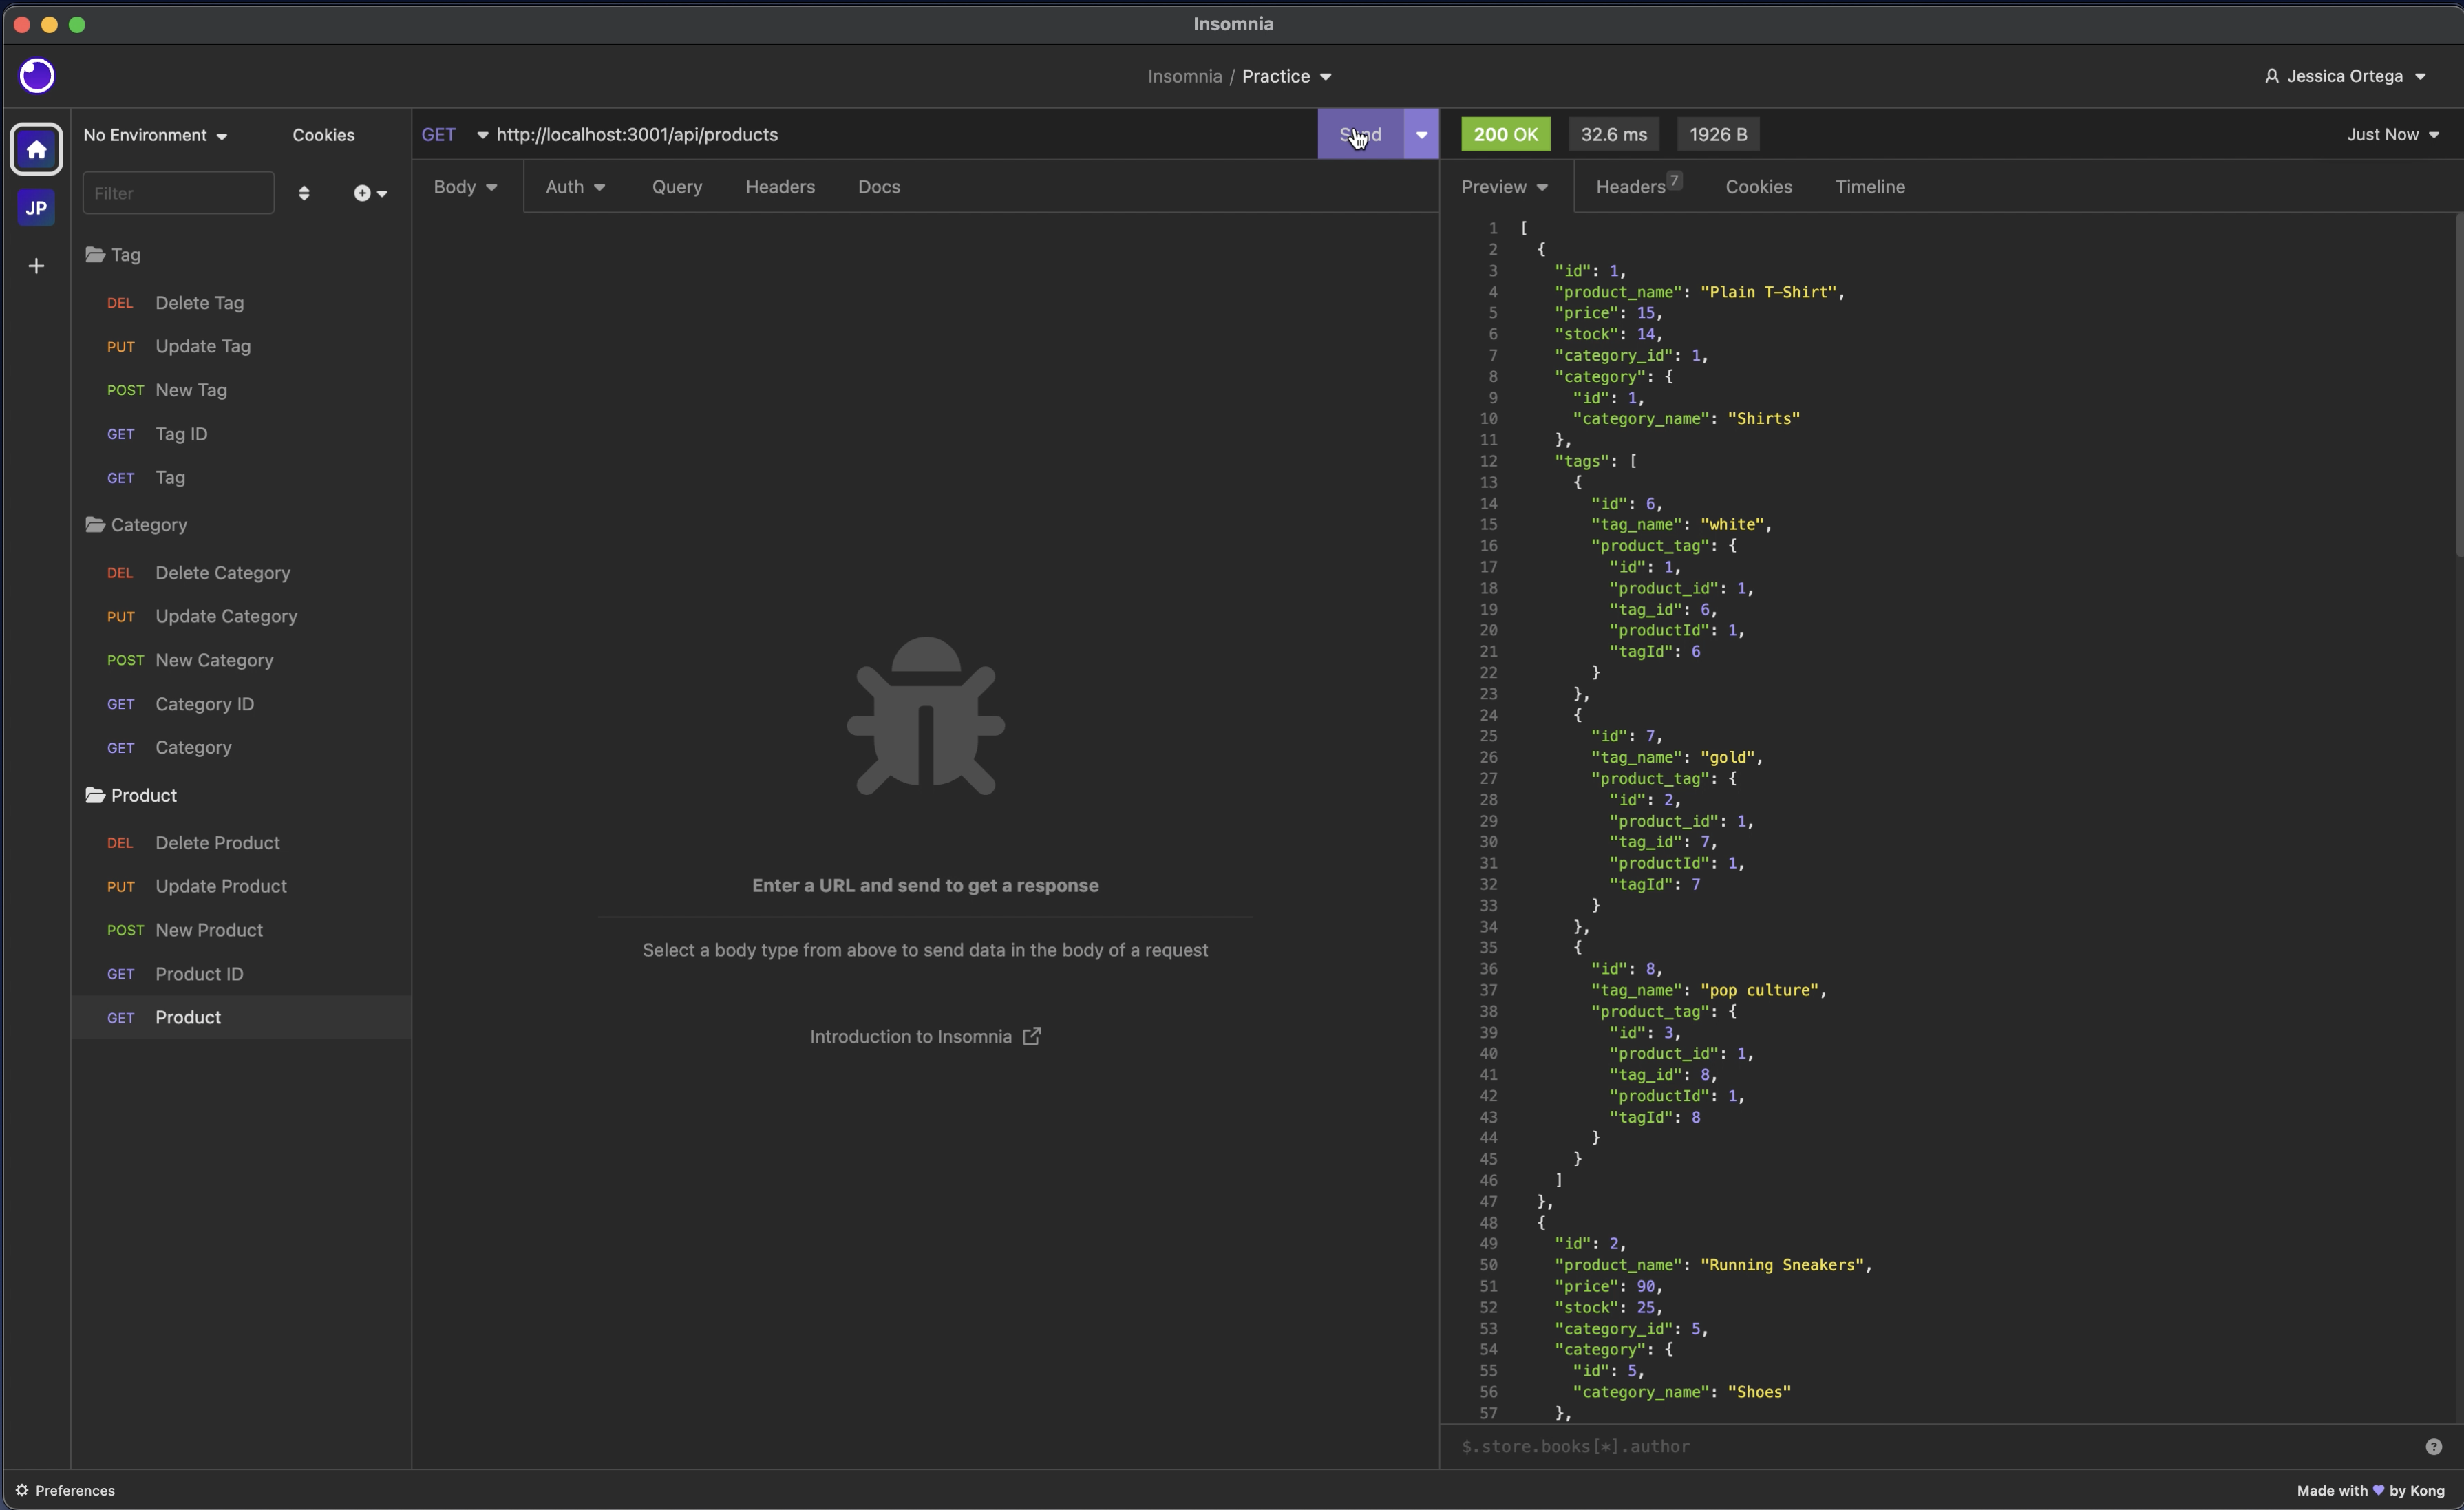 Insomnia
Insomnia / Practice
Jessica Ortega
JP
No Environment
Cookies
Filter
Tag
DEL Delete Tag
PUT Update Tag
POST New Tag
GET Tag ID
GET Tag
Category
DEL Delete Category
PUT Update Category
POST New Category
GET Category ID
GET Category
Product
DEL Delete Product
PUT Update Product
POST New Product
GET Product ID
GET Product
GET http://localhost:3001/api/products
Send
Body Auth Query Headers Docs
Enter a URL and send to get a response
Select a body type from above to send data in the body of a request
Introduction to Insomnia
200 OK 32.6 ms 1926 B Just Now
Preview Headers 7 Cookies Timeline
1 [
2 {
3 "id": 1,
4 "product_name": "Plain T-Shirt",
5 "price": 15,
6 "stock": 14,
7 "category_id": 1,
8 "category": {
9 "id": 1,
10 "category_name": "Shirts"
11 },
12 "tags": [
13 {
14 "id": 6,
15 "tag_name": "white",
16 "product_tag": {
17 "id": 1,
18 "product_id": 1,
19 "tag_id": 6,
20 "productId": 1,
21 "tagId": 6
22 }
23 },
24 {
25 "id": 7,
26 "tag_name": "gold",
27 "product_tag": {
28 "id": 2,
29 "product_id": 1,
30 "tag_id": 7,
31 "productId": 1,
32 "tagId": 7
33 }
34 },
35 {
36 "id": 8,
37 "tag_name": "pop culture",
38 "product_tag": {
39 "id": 3,
40 "product_id": 1,
41 "tag_id": 8,
42 "productId": 1,
43 "tagId": 8
44 }
45 }
46 ]
47 },
48 {
49 "id": 2,
50 "product_name": "Running Sneakers",
51 "price": 90,
52 "stock": 25,
53 "category_id": 5,
54 "category": {
55 "id": 5,
56 "category_name": "Shoes"
57 },
$.store.books[*].author
Preferences
Made with 💜 by Kong